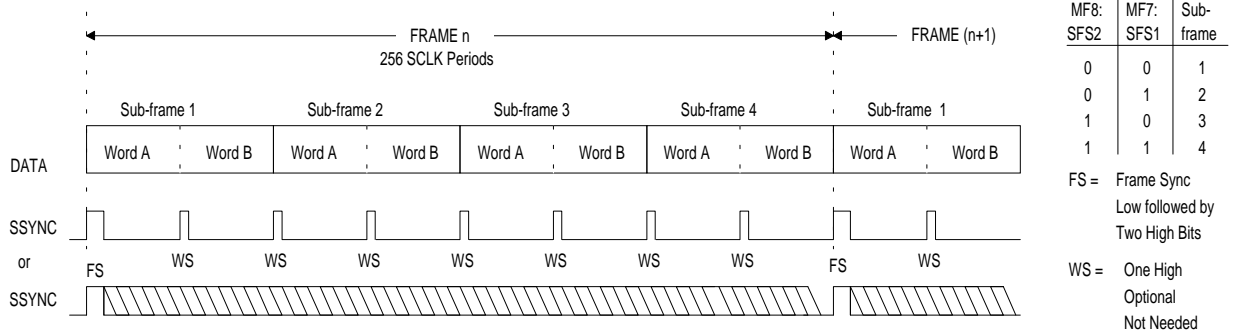 FRAME n
FRAME (n+1)
256 SCLK Periods
Sub-frame 1
Sub-frame 2
Sub-frame 3
Sub-frame 4
Sub-frame 1
DATA
Word A
Word B
Word A
Word B
Word A
Word B
Word A
Word B
Word A
Word B
SSYNC
or
FS
WS
WS
WS
WS
WS
WS
WS
FS
WS
SSYNC
MF8: MF7: Sub-
SFS2 SFS1 frame
0 0 1
0 1 2
1 0 3
1 1 4
FS = Frame Sync
Low followed by
Two High Bits
WS = One High
Optional
Not Needed